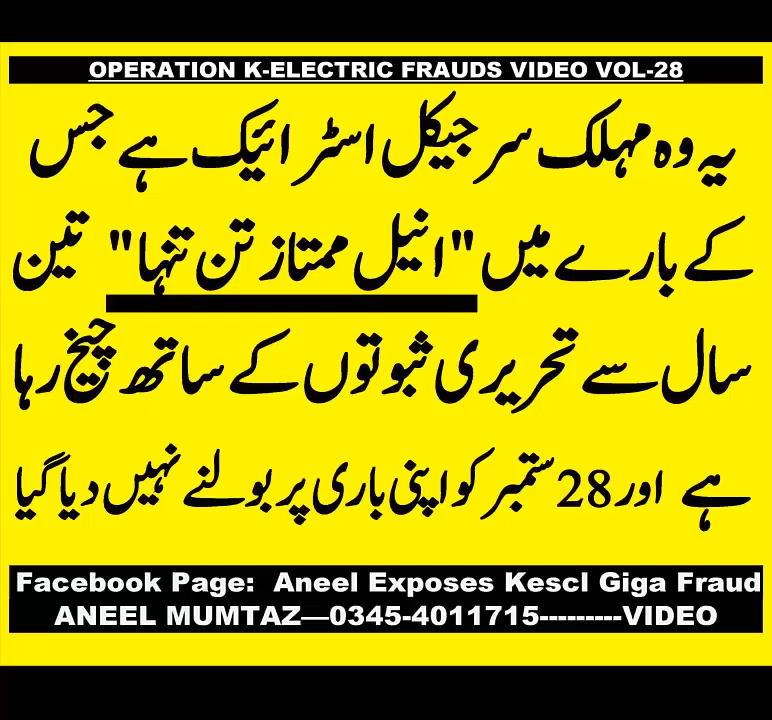 OPERATION K-ELECTRIC FRAUDS VIDEO VOL-28
یہ وہ مہلک سرجیکل اسٹرائیک ہے جس
کے بارے میں "انیل ممتاز تن تنہا" تین
سال سے تحریری ثبوتوں کے ساتھ چیخ رہا
ہے اور 28 ستمبر کو اپنی باری پر بولنے نہیں دیا گیا
Facebook Page: Aneel Exposes Kescl Giga Fraud
ANEEL MUMTAZ—0345-4011715---------VIDEO